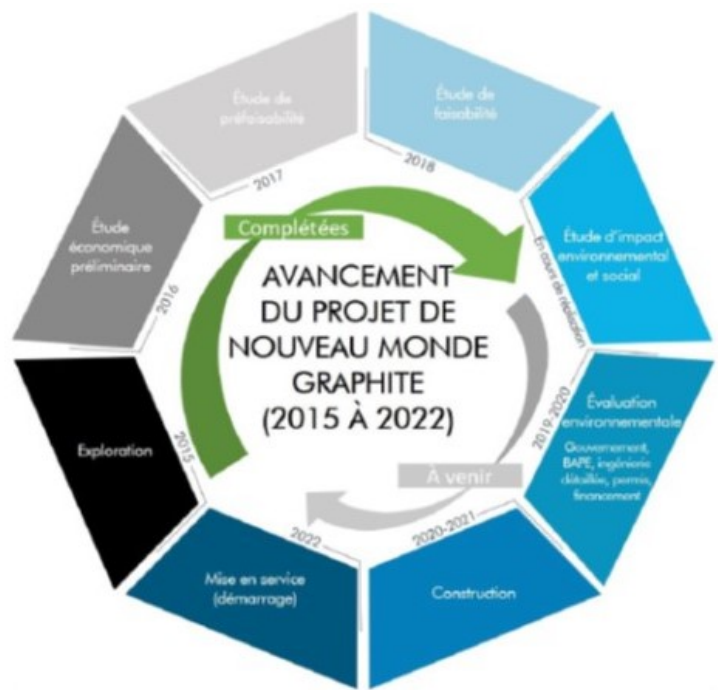 AVANCEMENT
DU PROJET DE
NOUVEAU MONDE
GRAPHITE
(2015 À 2022)
Complétées
Exploration
2015
Étude
économique
préliminaire
2016
Étude de
préfaisabilité
2017
Étude de
faisabilité
2018
Étude d'impact
environnemental
et social
En cours de réalisation
Évaluation
environnementale
Gouvernement,
BAPE, ingénierie
détaillée, permis,
financement
2019-2020
À venir
Construction
2020-2021
Mise en service
(démarrage)
2022